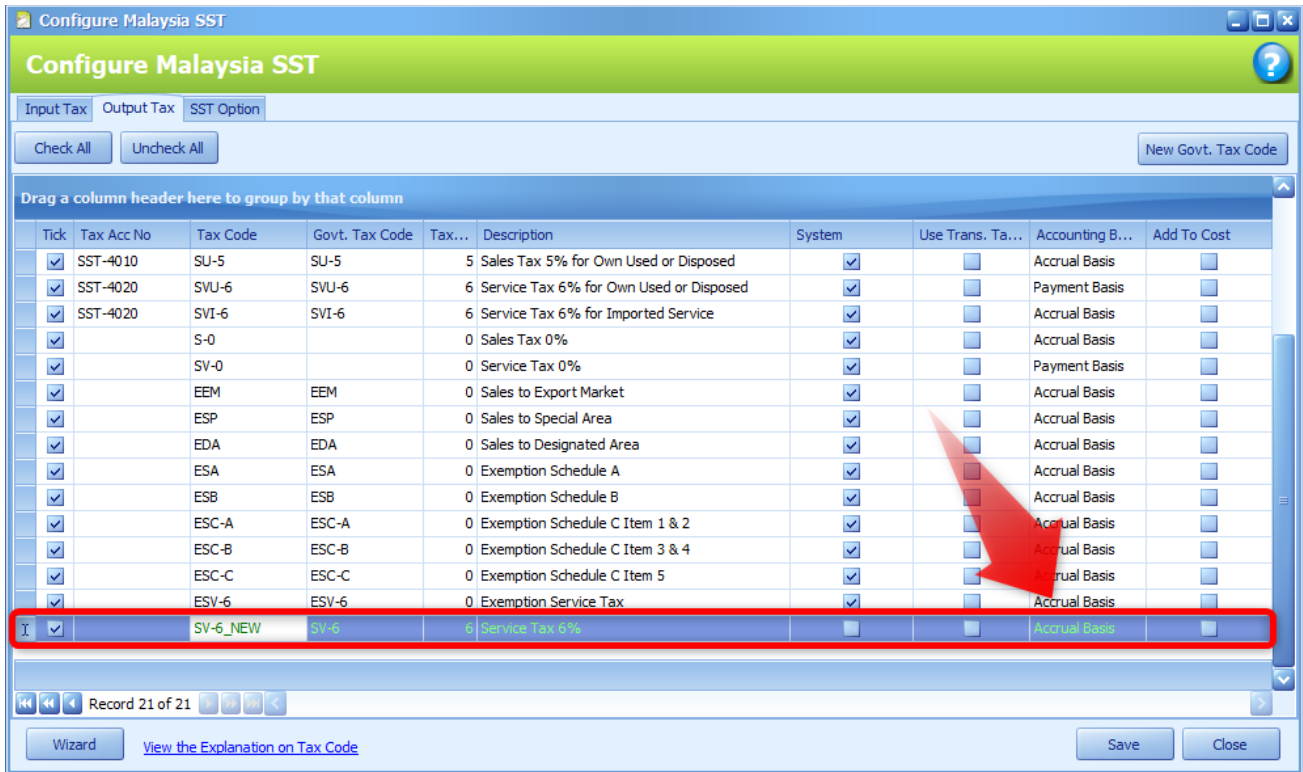 Configure Malaysia SST
Configure Malaysia SST
?
Input Tax Output Tax SST Option
Check All Uncheck All New Govt. Tax Code
Drag a column header here to group by that column
Tick Tax Acc No Tax Code Govt. Tax Code Tax... Description System Use Trans. Ta... Accounting B... Add To Cost
SST-4010 SU-5 SU-5 5 Sales Tax 5% for Own Used or Disposed Accrual Basis
SST-4020 SVU-6 SVU-6 6 Service Tax 6% for Own Used or Disposed Payment Basis
SST-4020 SVI-6 SVI-6 6 Service Tax 6% for Imported Service Accrual Basis
S-0 0 Sales Tax 0% Accrual Basis
SV-0 0 Service Tax 0% Payment Basis
EEM EEM 0 Sales to Export Market Accrual Basis
ESP ESP 0 Sales to Special Area Accrual Basis
EDA EDA 0 Sales to Designated Area Accrual Basis
ESA ESA 0 Exemption Schedule A Accrual Basis
ESB ESB 0 Exemption Schedule B Accrual Basis
ESC-A ESC-A 0 Exemption Schedule C Item 1 & 2 Accrual Basis
ESC-B ESC-B 0 Exemption Schedule C Item 3 & 4 Accrual Basis
ESC-C ESC-C 0 Exemption Schedule C Item 5 Accrual Basis
ESV-6 ESV-6 0 Exemption Service Tax Accrual Basis
SV-6_NEW SV-6 6 Service Tax 6% Accrual Basis
Record 21 of 21
Wizard View the Explanation on Tax Code Save Close